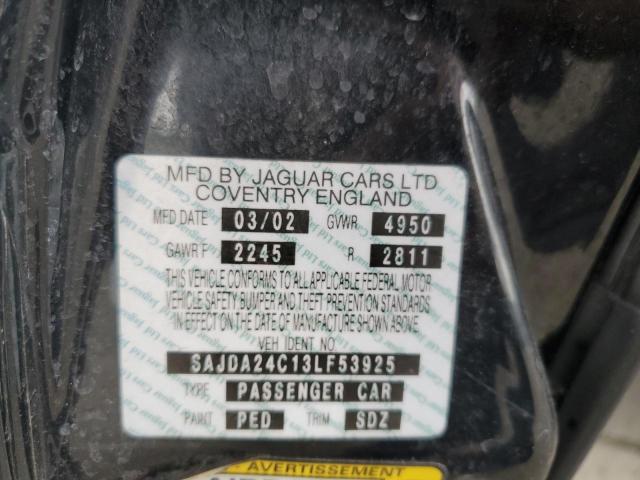 MFD BY JAGUAR CARS LTD
COVENTRY ENGLAND
MFD DATE 03/02 GVWR 4950
GAWR F 2245 R 2811
THIS VEHICLE CONFORMS TO ALL APPLICABLE FEDERAL MOTOR
VEHICLE SAFETY BUMPER AND THEFT PREVENTION STANDARDS
IN EFFECT ON THE DATE OF MANUFACTURE SHOWN ABOVE.
VEH IDENT NO
SAJDA24C13LF53925
TYPE PASSENGER CAR
PAINT PED TRIM SDZ
- AVERTISSEMENT